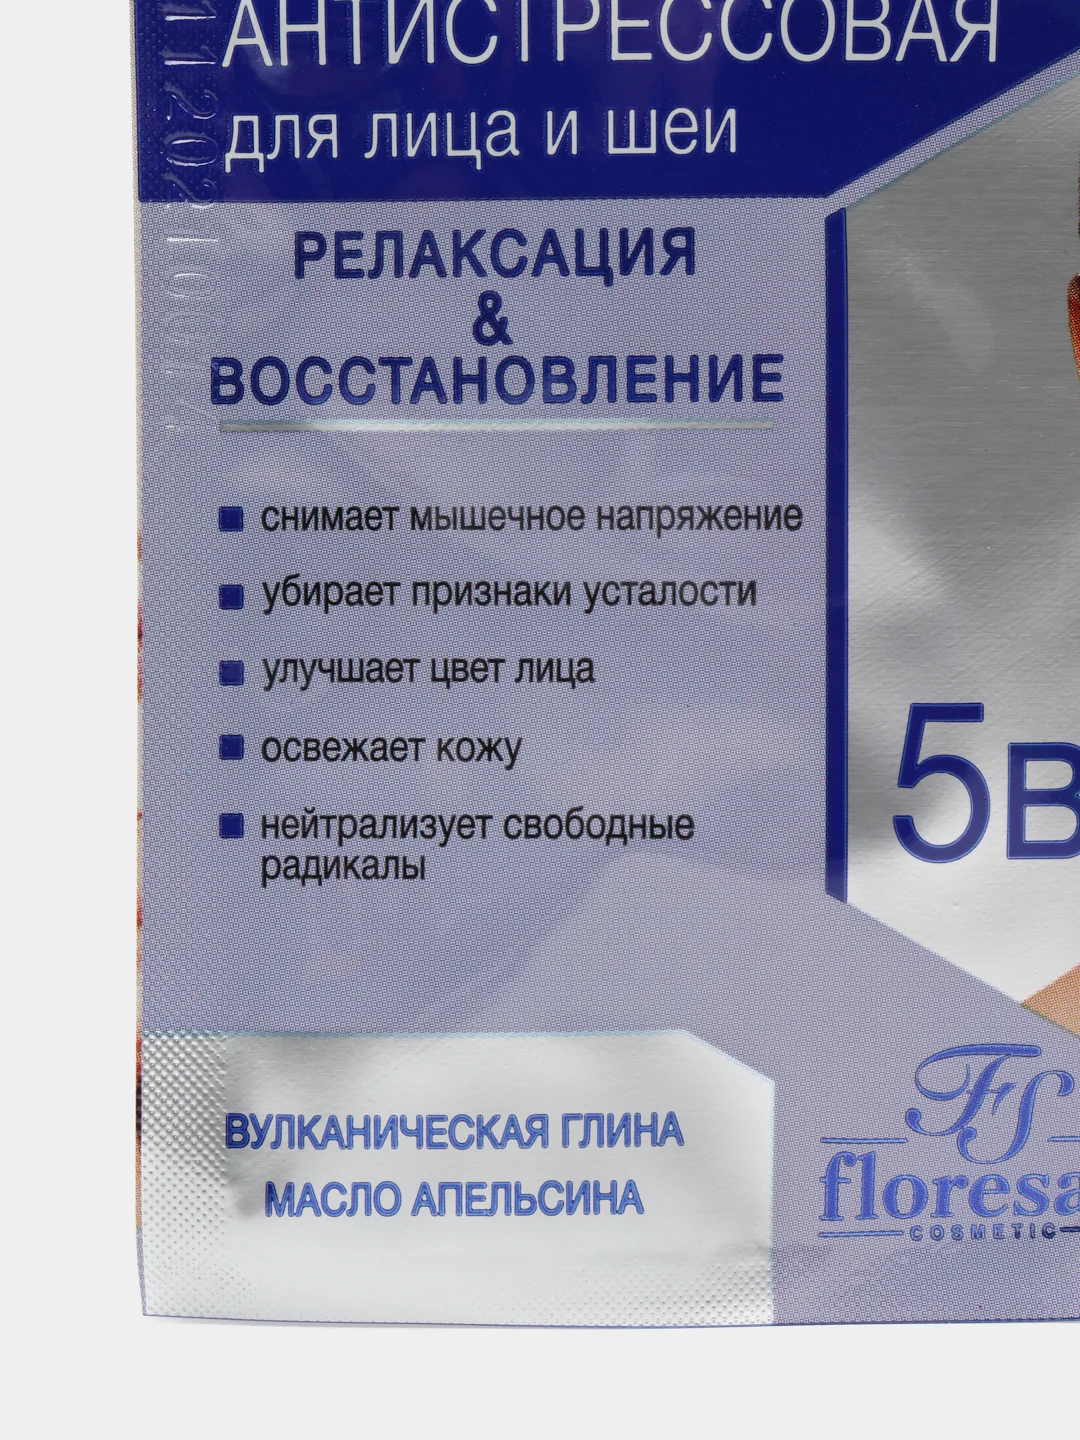 АНТИСТРЕССОВАЯ
для лица и шеи
РЕЛАКСАЦИЯ
&
ВОССТАНОВЛЕНИЕ
снимает мышечное напряжение
убирает признаки усталости
улучшает цвет лица
освежает кожу
нейтрализует свободные
радикалы
5В
ВУЛКАНИЧЕСКАЯ ГЛИНА
МАСЛО АПЕЛЬСИНА
FS
floresa
COSMETIC